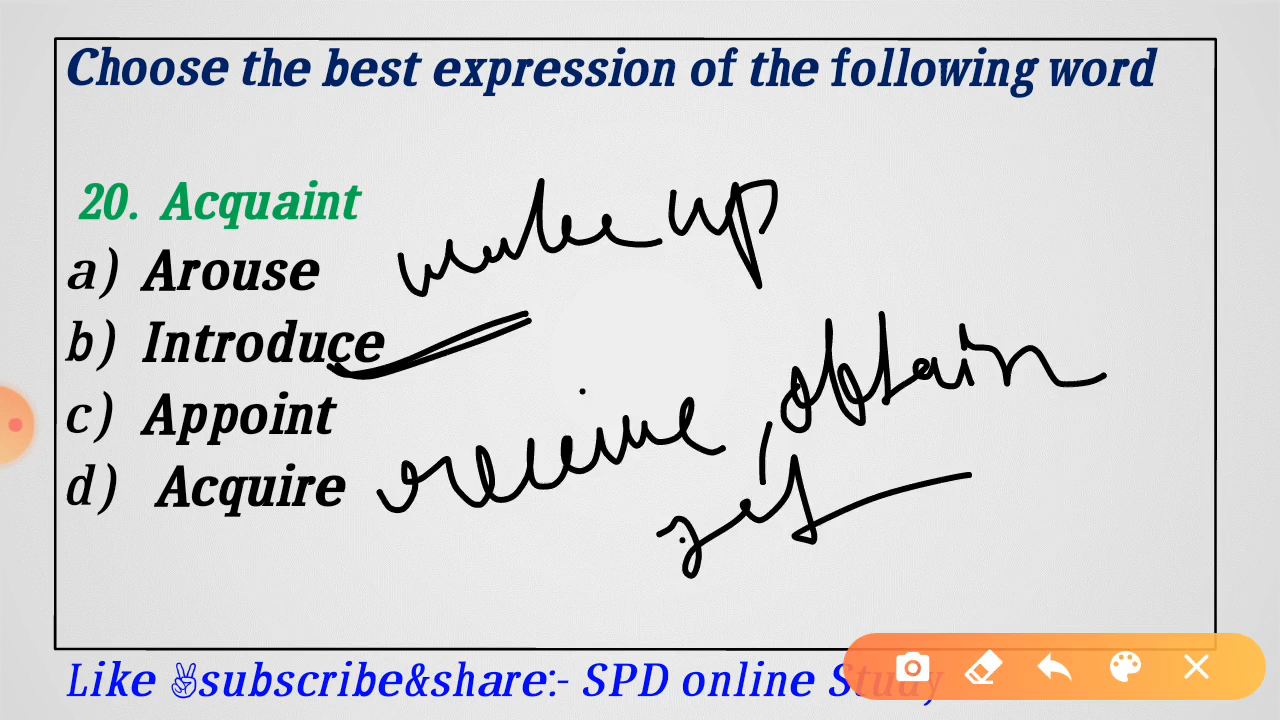 Choose the best expression of the following word
20. Acquaint
make up
a) Arouse
b) Introduce
c) Appoint
receive, obtain
d) Acquire
get
Like ✌subscribe&share:- SPD online Study